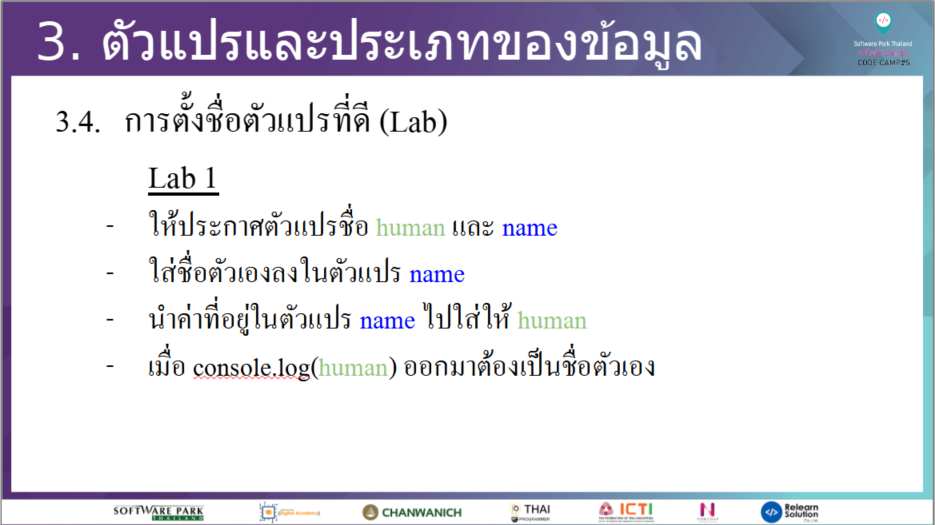 3. ตัวแปรและประเภทของข้อมูล
Software Park Thailand
CODE CAMP#5
3.4. การตั้งชื่อตัวแปรที่ดี (Lab)
Lab 1
- ให้ประกาศตัวแปรชื่อ human และ name
- ใส่ชื่อตัวเองลงในตัวแปร name
- นำค่าที่อยู่ในตัวแปร name ไปใส่ให้ human
- เมื่อ console.log(human) ออกมาต้องเป็นชื่อตัวเอง
SOFTWARE PARK
THAILAND
Digital Academy
CHANWANICH
THAI
PROGRAMMER
ICTI
Relearn
Solution
Co.,Ltd.